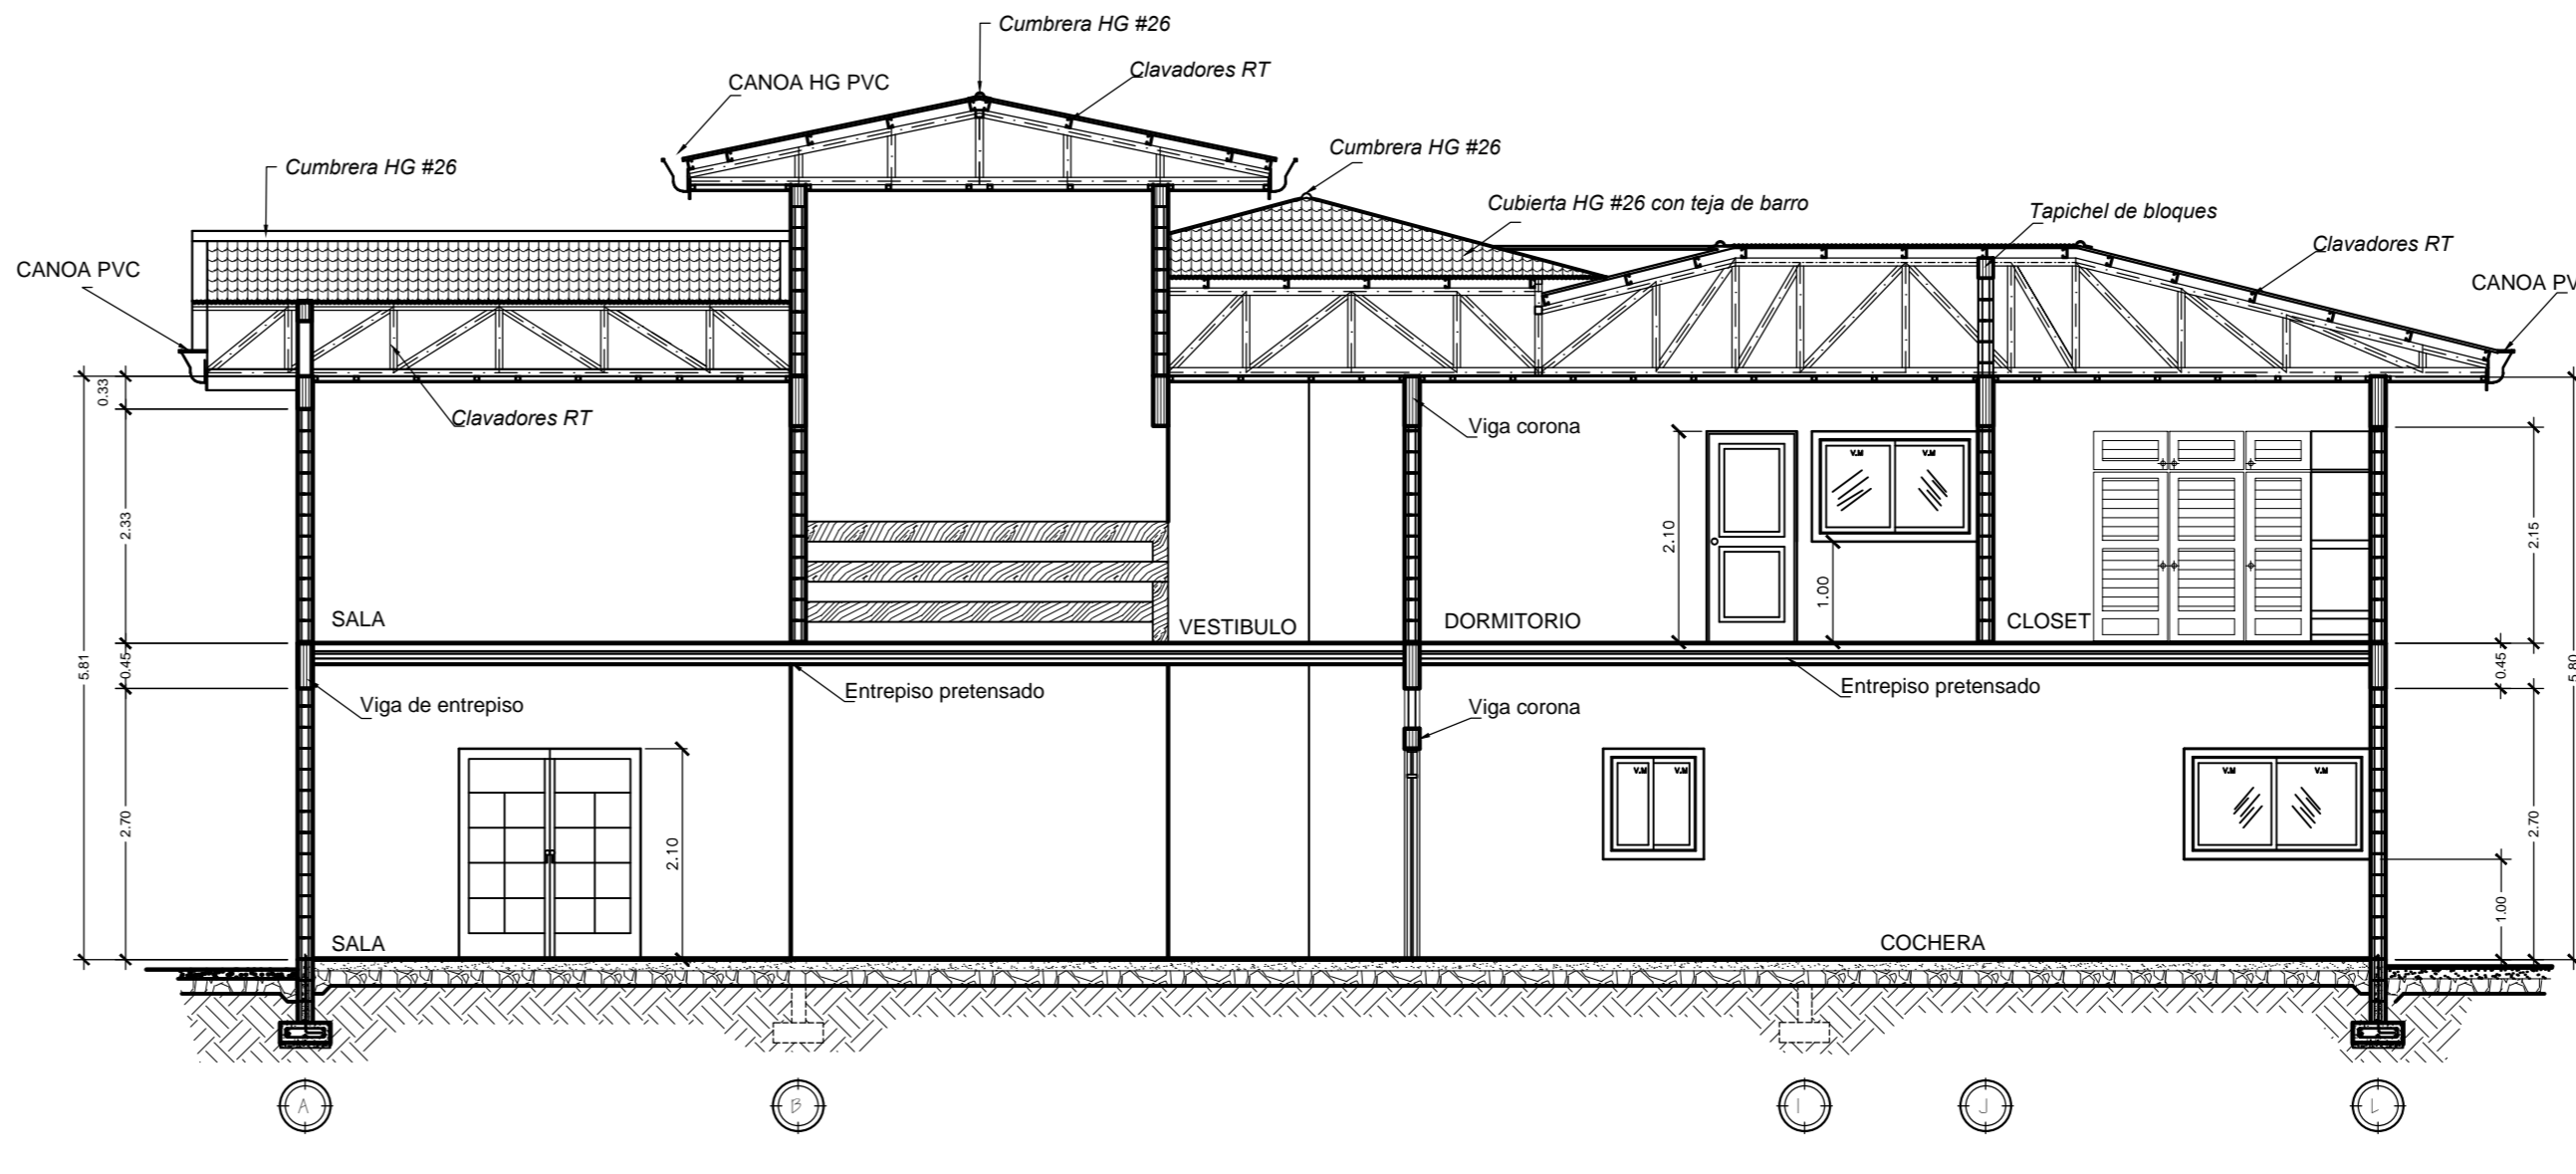 Cumbrera HG #26
CANOA HG PVC
Clavadores RT
Cumbrera HG #26
Cumbrera HG #26
Cubierta HG #26 con teja de barro
Tapichel de bloques
Clavadores RT
CANOA PVC
CANOA PV
Clavadores RT
Viga corona
0.33
2.33
5.81
0.45
2.70
2.10
1.00
2.15
0.45
5.80
2.70
1.00
V.M V.M
SALA
VESTIBULO
DORMITORIO
CLOSET
Viga de entrepiso
Entrepiso pretensado
Entrepiso pretensado
Viga corona
2.10
V.M V.M
V.M V.M
SALA
COCHERA
A
B
I
J
L